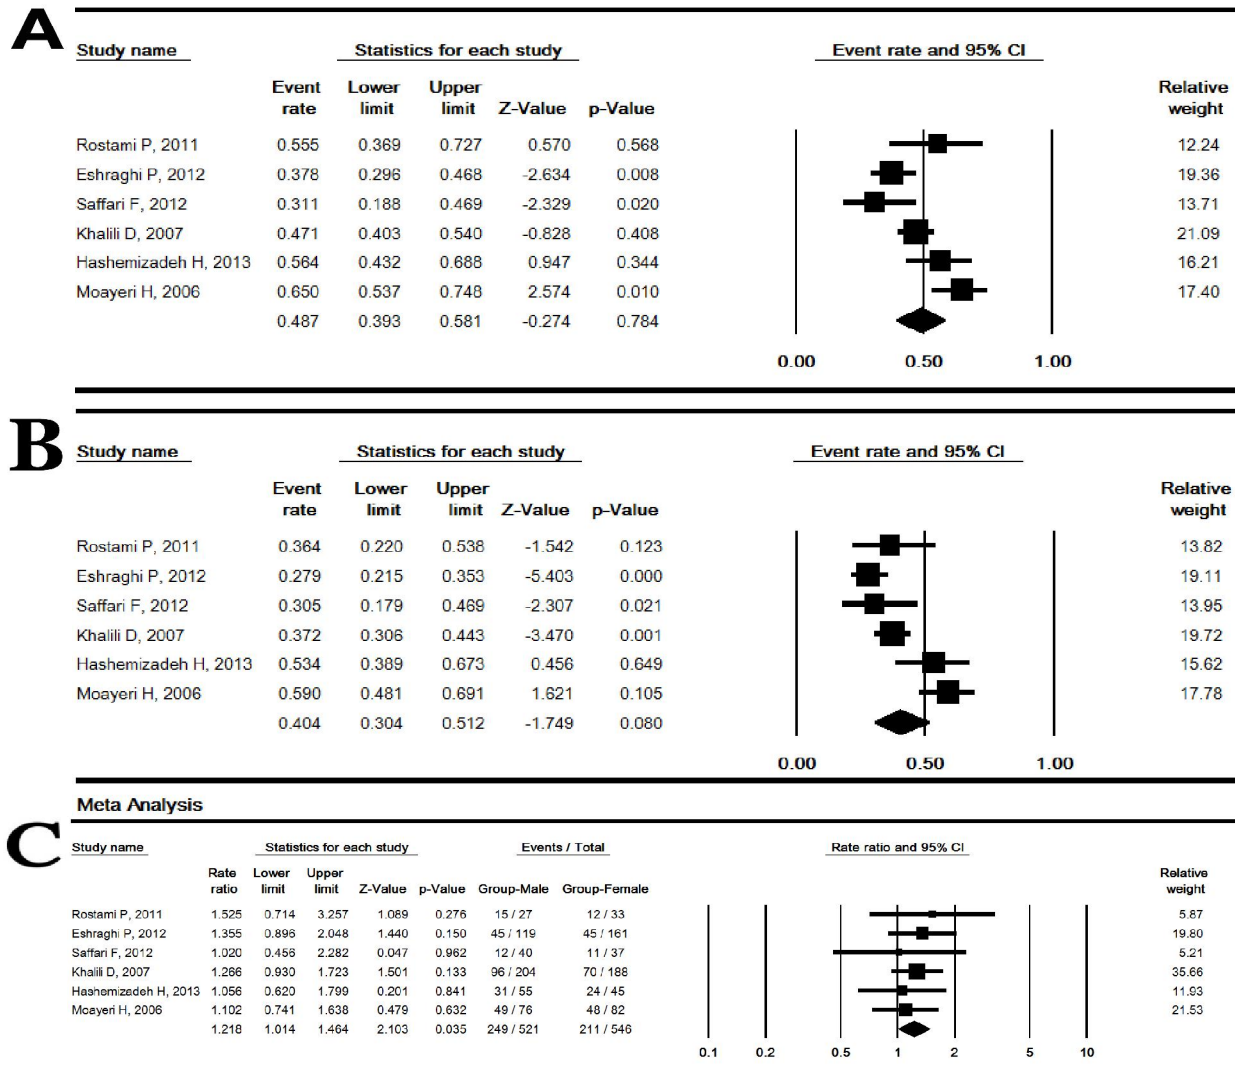 A
Study name Statistics for each study Event rate and 95% CI
Event Lower Upper Relative
rate limit limit Z-Value p-Value weight
Rostami P, 2011 0.555 0.369 0.727 0.570 0.568 12.24
Eshraghi P, 2012 0.378 0.296 0.468 -2.634 0.008 19.36
Saffari F, 2012 0.311 0.188 0.469 -2.329 0.020 13.71
Khalili D, 2007 0.471 0.403 0.540 -0.828 0.408 21.09
Hashemizadeh H, 2013 0.564 0.432 0.688 0.947 0.344 16.21
Moayeri H, 2006 0.650 0.537 0.748 2.574 0.010 17.40
0.487 0.393 0.581 -0.274 0.784
0.00 0.50 1.00
B
Study name Statistics for each study Event rate and 95% CI
Event Lower Upper Relative
rate limit limit Z-Value p-Value weight
Rostami P, 2011 0.364 0.220 0.538 -1.542 0.123 13.82
Eshraghi P, 2012 0.279 0.215 0.353 -5.403 0.000 19.11
Saffari F, 2012 0.305 0.179 0.469 -2.307 0.021 13.95
Khalili D, 2007 0.372 0.306 0.443 -3.470 0.001 19.72
Hashemizadeh H, 2013 0.534 0.389 0.673 0.456 0.649 15.62
Moayeri H, 2006 0.590 0.481 0.691 1.621 0.105 17.78
0.404 0.304 0.512 -1.749 0.080
0.00 0.50 1.00
Meta Analysis
C
Study name Statistics for each study Events / Total Rate ratio and 95% CI
Rate Lower Upper Relative
ratio limit limit Z-Value p-Value Group-Male Group-Female weight
Rostami P, 2011 1.525 0.714 3.257 1.089 0.276 15 / 27 12 / 33 5.87
Eshraghi P, 2012 1.355 0.896 2.048 1.440 0.150 45 / 119 45 / 161 19.80
Saffari F, 2012 1.020 0.456 2.282 0.047 0.962 12 / 40 11 / 37 5.21
Khalili D, 2007 1.266 0.930 1.723 1.501 0.133 96 / 204 70 / 188 35.66
Hashemizadeh H, 2013 1.056 0.620 1.799 0.201 0.841 31 / 55 24 / 45 11.93
Moayeri H, 2006 1.102 0.741 1.638 0.479 0.632 49 / 76 48 / 82 21.53
1.218 1.014 1.464 2.103 0.035 249 / 521 211 / 546
0.1 0.2 0.5 1 2 5 10